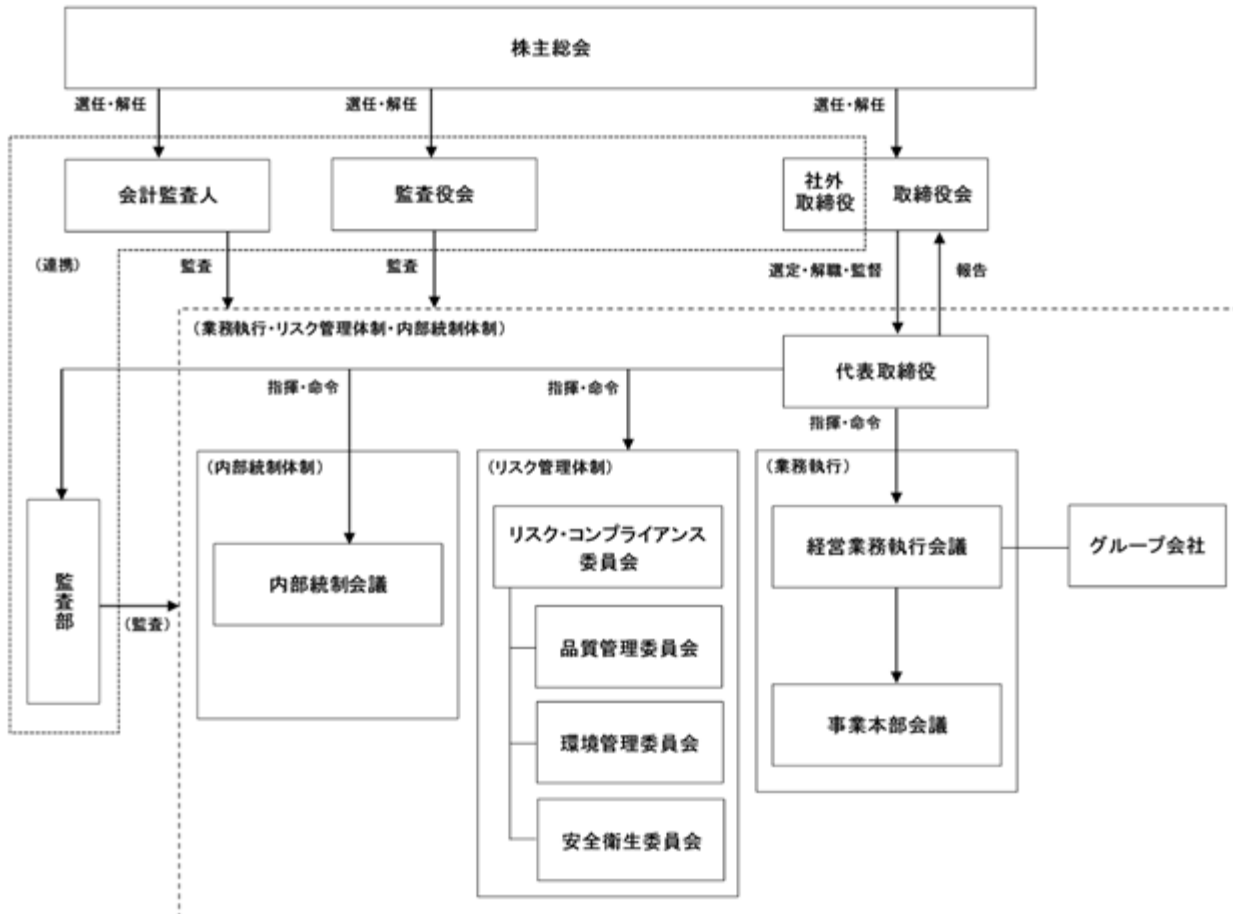 株主総会
選任・解任
選任・解任
選任・解任
会計監査人
監査役会
社外
取締役
取締役会
(連携)
監査
監査
選定・解職・監督
報告
(業務執行・リスク管理体制・内部統制体制)
代表取締役
指揮・命令
指揮・命令
指揮・命令
(内部統制体制)
(リスク管理体制)
(業務執行)
監査部
(監査)
内部統制会議
リスク・コンプライアンス
委員会
品質管理委員会
環境管理委員会
安全衛生委員会
経営業務執行会議
グループ会社
事業本部会議